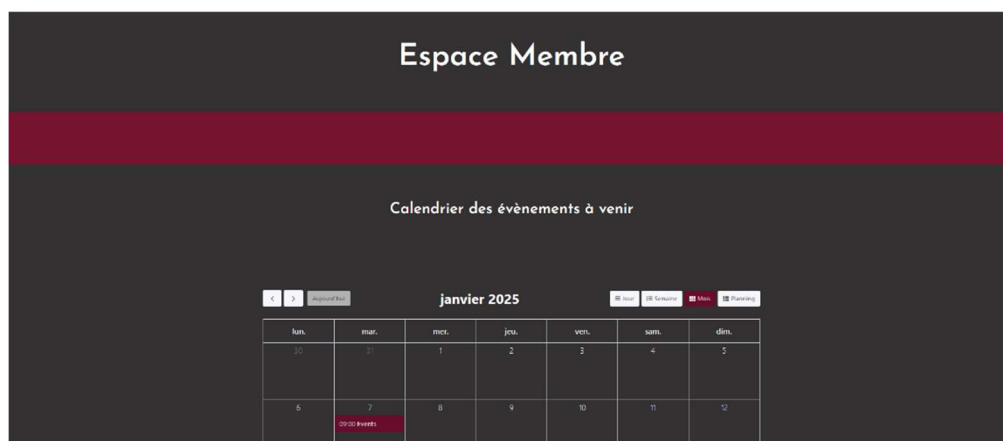 Espace Membre
Calendrier des évènements à venir
< > Aujourd'hui janvier 2025 Jour Semaine Mois Planning
lun. mar. mer. jeu. ven. sam. dim.
30 31 1 2 3 4 5
6 7 8 9 10 11 12
09:00 Events